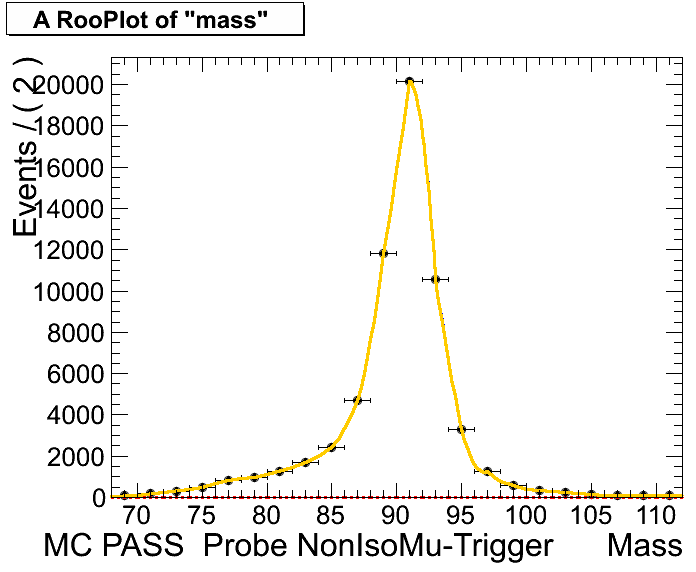 A RooPlot of "mass"
Events / ( 2 )
20000
18000
16000
14000
12000
10000
8000
6000
4000
2000
0
70 75 80 85 90 95 100 105 110
MC PASS Probe NonIsoMu-Trigger Mass